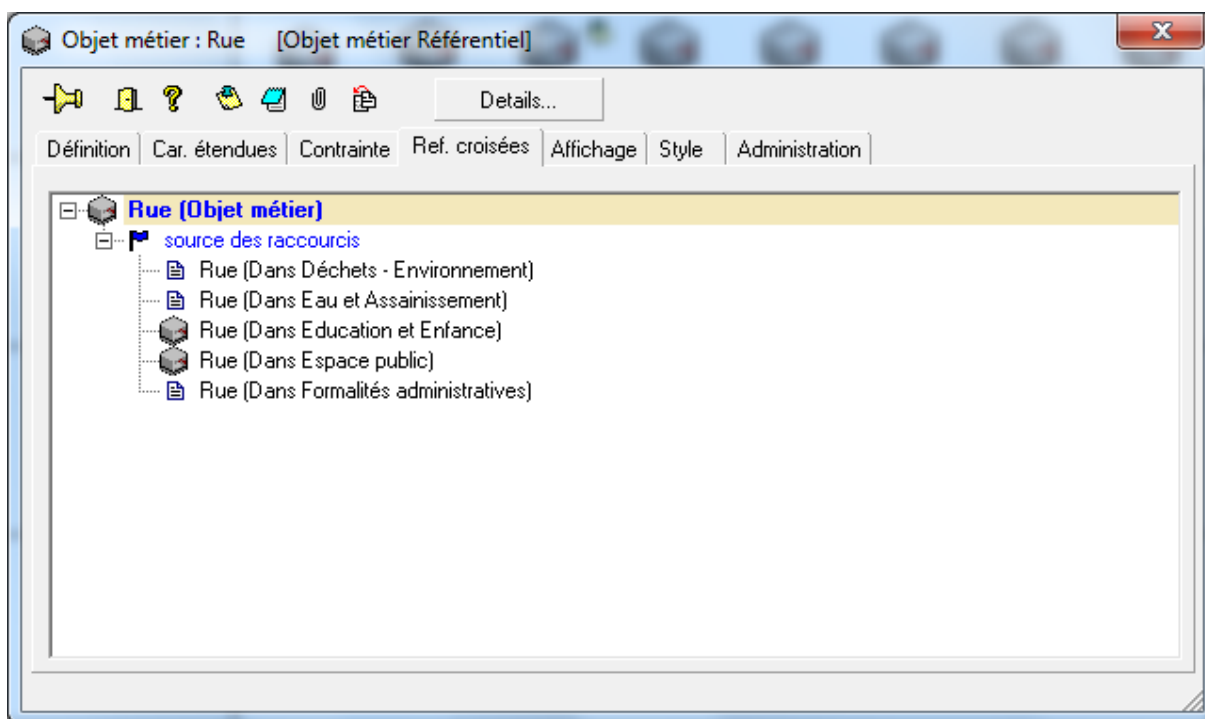 Objet métier : Rue [Objet métier Référentiel]
Details...
Définition Car. étendues Contrainte Ref. croisées Affichage Style Administration
Rue (Objet métier)
source des raccourcis
Rue (Dans Déchets - Environnement)
Rue (Dans Eau et Assainissement)
Rue (Dans Education et Enfance)
Rue (Dans Espace public)
Rue (Dans Formalités administratives)